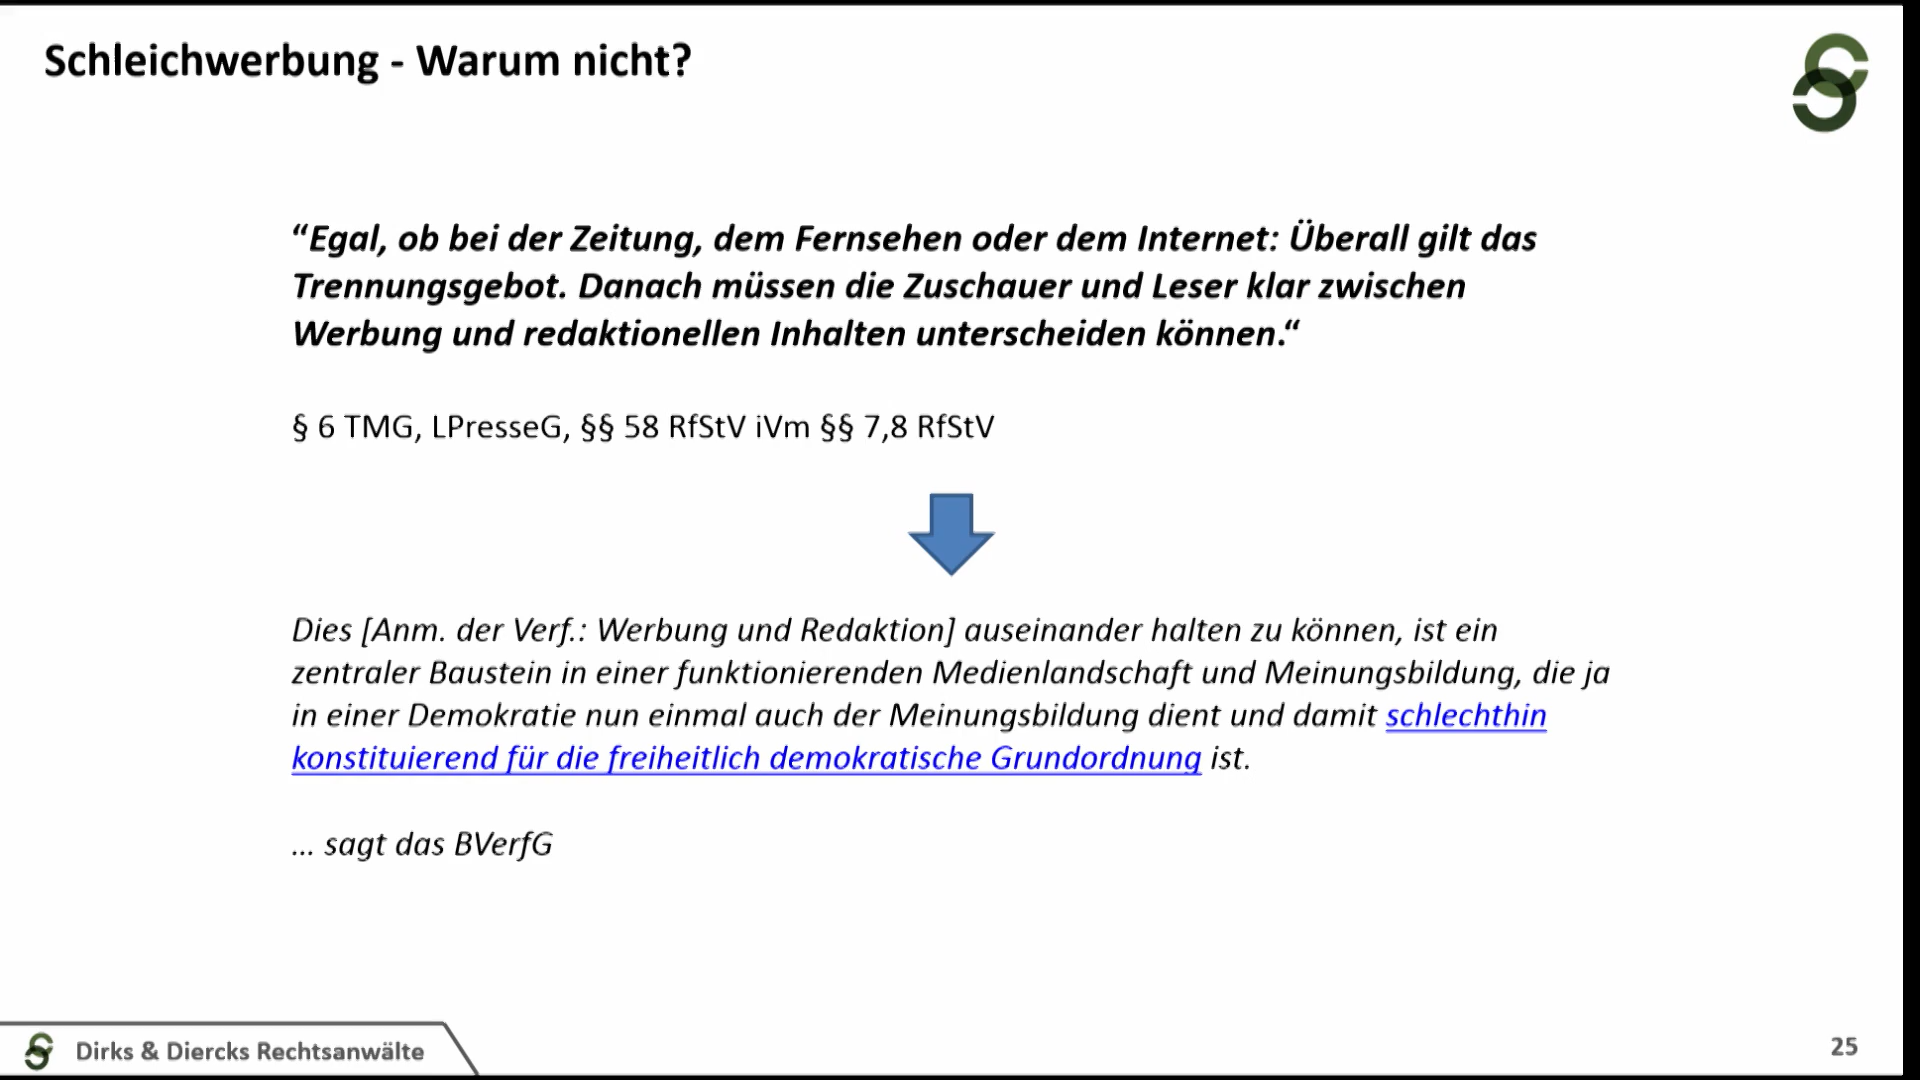 Schleichwerbung - Warum nicht?
“Egal, ob bei der Zeitung, dem Fernsehen oder dem Internet: Überall gilt das
Trennungsgebot. Danach müssen die Zuschauer und Leser klar zwischen
Werbung und redaktionellen Inhalten unterscheiden können.“
§ 6 TMG, LPresseG, §§ 58 RfStV iVm §§ 7,8 RfStV
Dies [Anm. der Verf.: Werbung und Redaktion] auseinander halten zu können, ist ein
zentraler Baustein in einer funktionierenden Medienlandschaft und Meinungsbildung, die ja
in einer Demokratie nun einmal auch der Meinungsbildung dient und damit schlechthin
konstituierend für die freiheitlich demokratische Grundordnung ist.
... sagt das BVerfG
Dirks & Diercks Rechtsanwälte
25